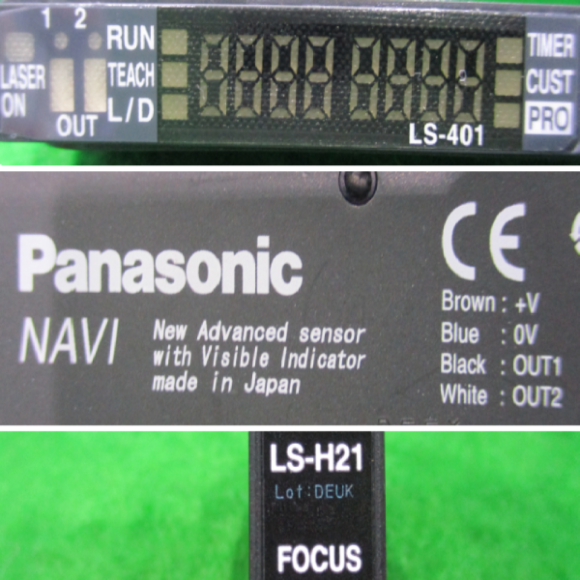 1 2
RUN
TIMER
LASER
ON
TEACH
CUST
L/D
OUT
PRO
LS-401
Panasonic
NAVI
New Advanced sensor
with Visible Indicator
made in Japan
CE
Brown : +V
Blue : 0V
Black : OUT1
White : OUT2
LS-H21
Lot:DEUK
FOCUS